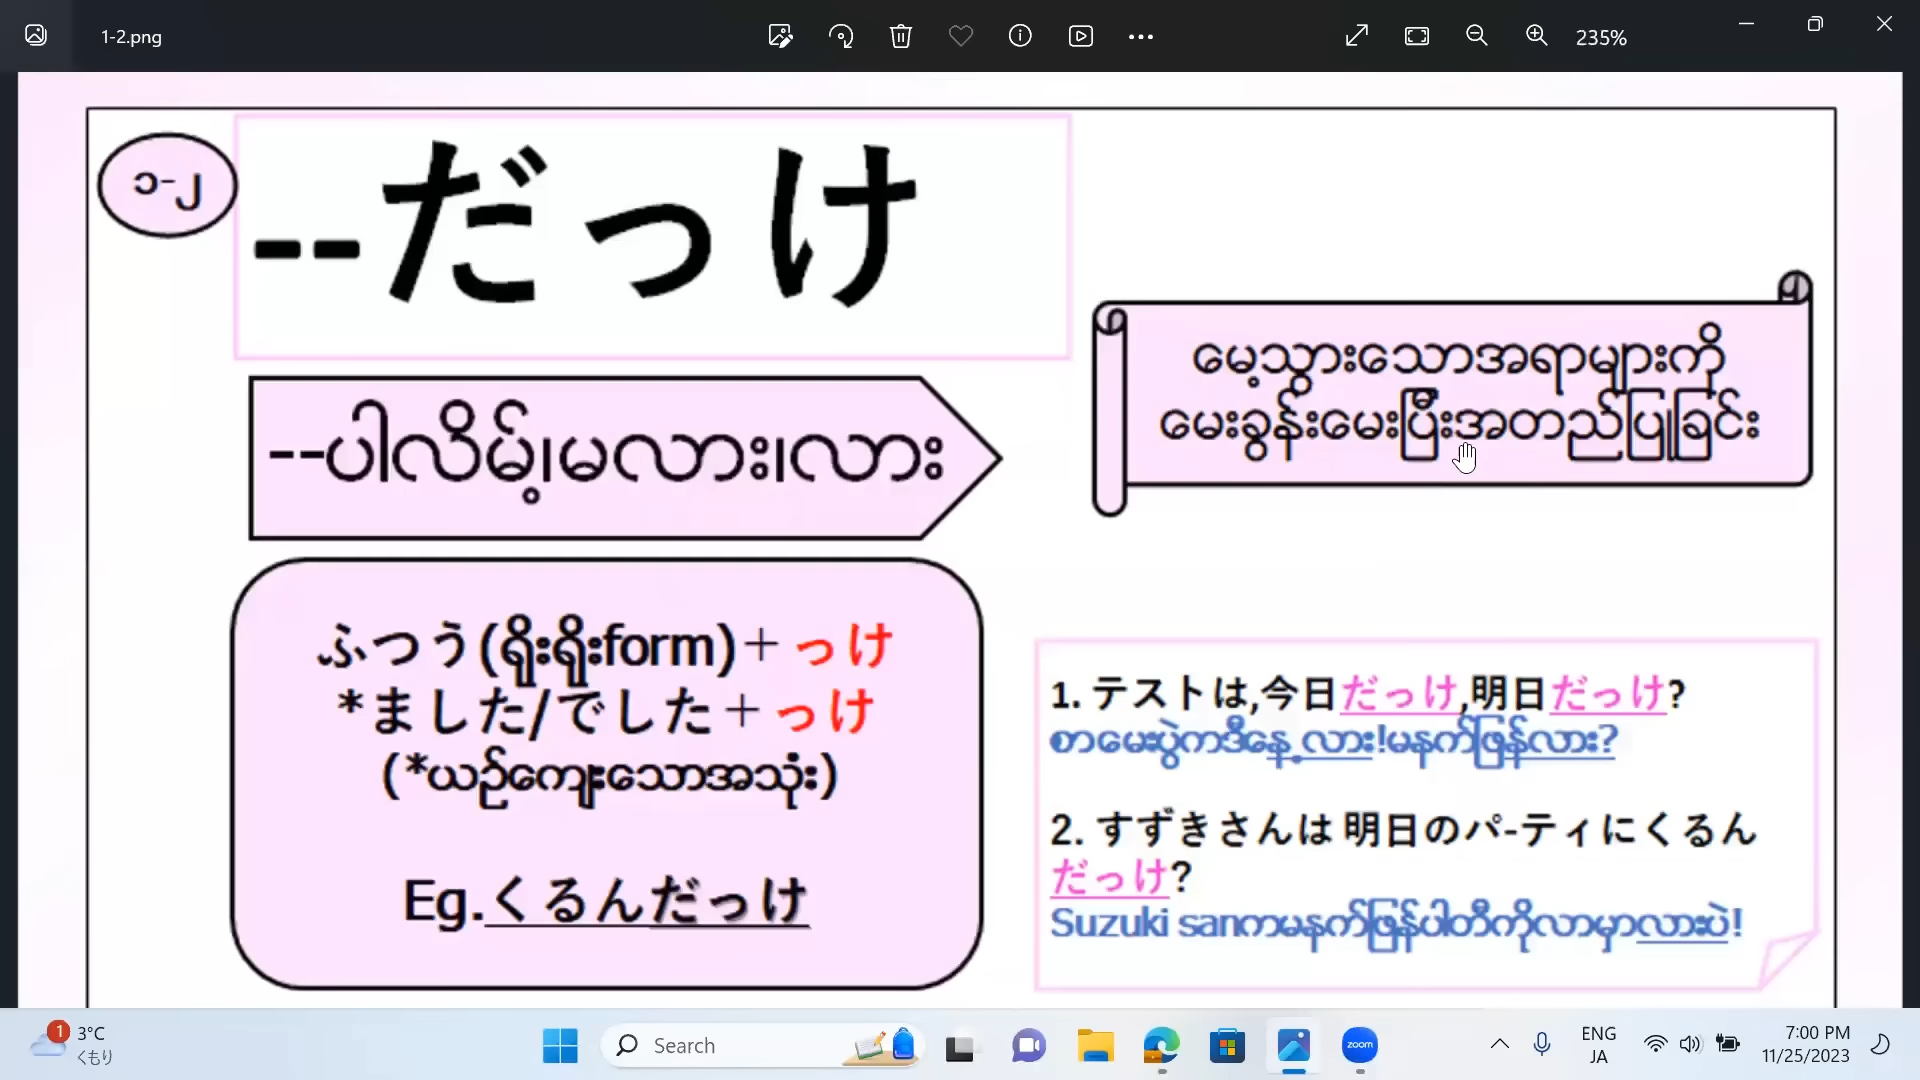 1-2.png
235%
၁-၂
--だっけ
--ပါလိမ့်၊မလား၊လား
မေ့သွားသောအရာများကို
မေးခွန်းမေးပြီးအတည်ပြုခြင်း
ふつう(ရိုးရိုးform)＋っけ
*ました/でした＋っけ
(*ယဉ်ကျေးသောအသုံး)
Eg.くるんだっけ
1. テストは,今日だっけ,明日だっけ?
စာမေးပွဲကဒီနေ့လား!မနက်ဖြန်လား?
2. すずきさんは 明日のパ-ティにくるん
だっけ?
Suzuki sanကမနက်ဖြန်ပါတီကိုလာမှာလားပဲ!
1
3°C
くもり
Search
zoom
ENG
JA
7:00 PM
11/25/2023